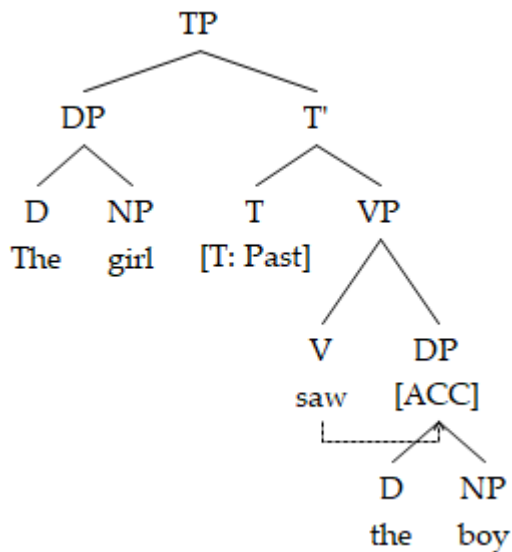 TP
DP T'
D NP T VP
The girl [T: Past]
V DP
saw [ACC]
D NP
the boy